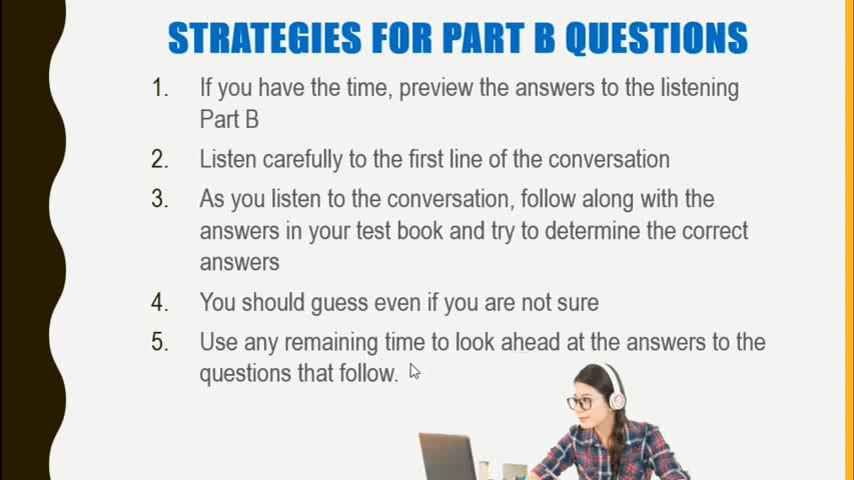 STRATEGIES FOR PART B QUESTIONS
1. If you have the time, preview the answers to the listening
Part B
2. Listen carefully to the first line of the conversation
3. As you listen to the conversation, follow along with the
answers in your test book and try to determine the correct
answers
4. You should guess even if you are not sure
5. Use any remaining time to look ahead at the answers to the
questions that follow.